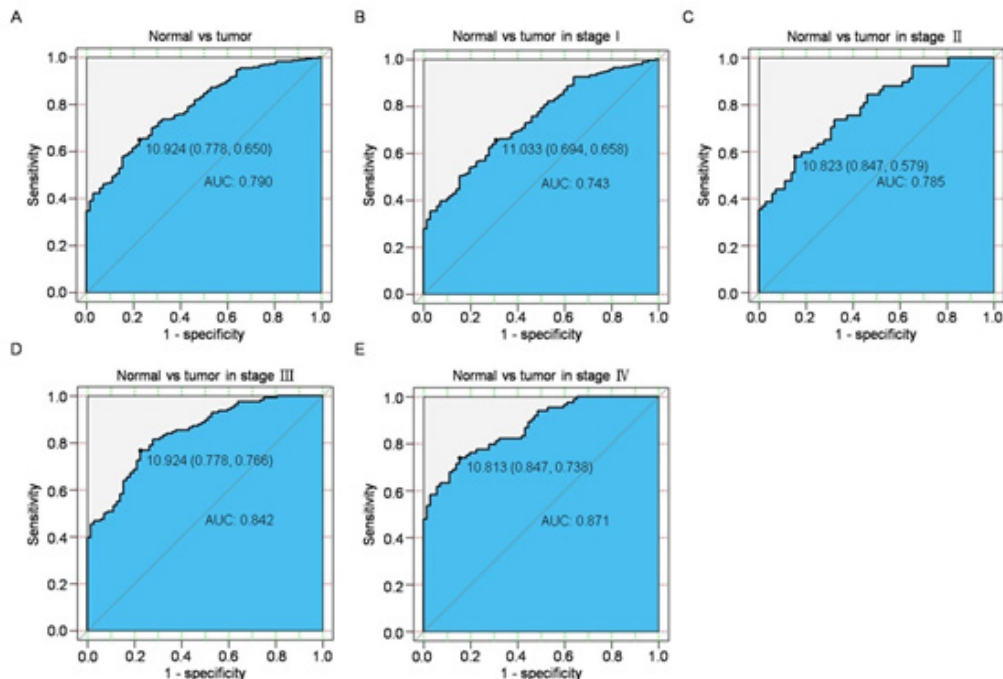 A
Normal vs tumor
1.0
0.8
0.6
0.4
0.2
0.0
Sensitivity
10.924 (0.778, 0.650)
AUC: 0.790
0.0 0.2 0.4 0.6 0.8 1.0
1 - specificity
B
Normal vs tumor in stage I
1.0
0.8
0.6
0.4
0.2
0.0
Sensitivity
11.033 (0.694, 0.658)
AUC: 0.743
0.0 0.2 0.4 0.6 0.8 1.0
1 - specificity
C
Normal vs tumor in stage II
1.0
0.8
0.6
0.4
0.2
0.0
Sensitivity
10.823 (0.847, 0.579)
AUC: 0.785
0.0 0.2 0.4 0.6 0.8 1.0
1 - specificity
D
Normal vs tumor in stage III
1.0
0.8
0.6
0.4
0.2
0.0
Sensitivity
10.924 (0.778, 0.766)
AUC: 0.842
0.0 0.2 0.4 0.6 0.8 1.0
1 - specificity
E
Normal vs tumor in stage IV
1.0
0.8
0.6
0.4
0.2
0.0
Sensitivity
10.813 (0.847, 0.738)
AUC: 0.871
0.0 0.2 0.4 0.6 0.8 1.0
1 - specificity